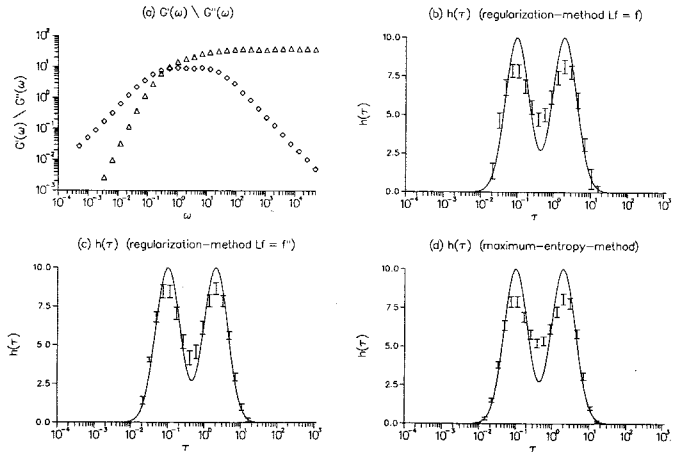 (a) G'(ω) \ G''(ω)
G'(ω) \ G''(ω)
10² 10¹ 10⁰ 10⁻¹ 10⁻² 10⁻³
10⁻⁴ 10⁻³ 10⁻² 10⁻¹ 10⁰ 10¹ 10² 10³ 10⁴
ω
(b) h(τ) (regularization-method Lf = f)
h(τ)
10.0 7.5 5.0 2.5 0.0
10⁻⁴ 10⁻³ 10⁻² 10⁻¹ 10⁰ 10¹ 10² 10³
τ
(c) h(τ) (regularization-method Lf = f'')
h(τ)
10.0 7.5 5.0 2.5 0.0
10⁻⁴ 10⁻³ 10⁻² 10⁻¹ 10⁰ 10¹ 10² 10³
τ
(d) h(τ) (maximum-entropy-method)
h(τ)
10.0 7.5 5.0 2.5 0.0
10⁻⁴ 10⁻³ 10⁻² 10⁻¹ 10⁰ 10¹ 10² 10³
τ